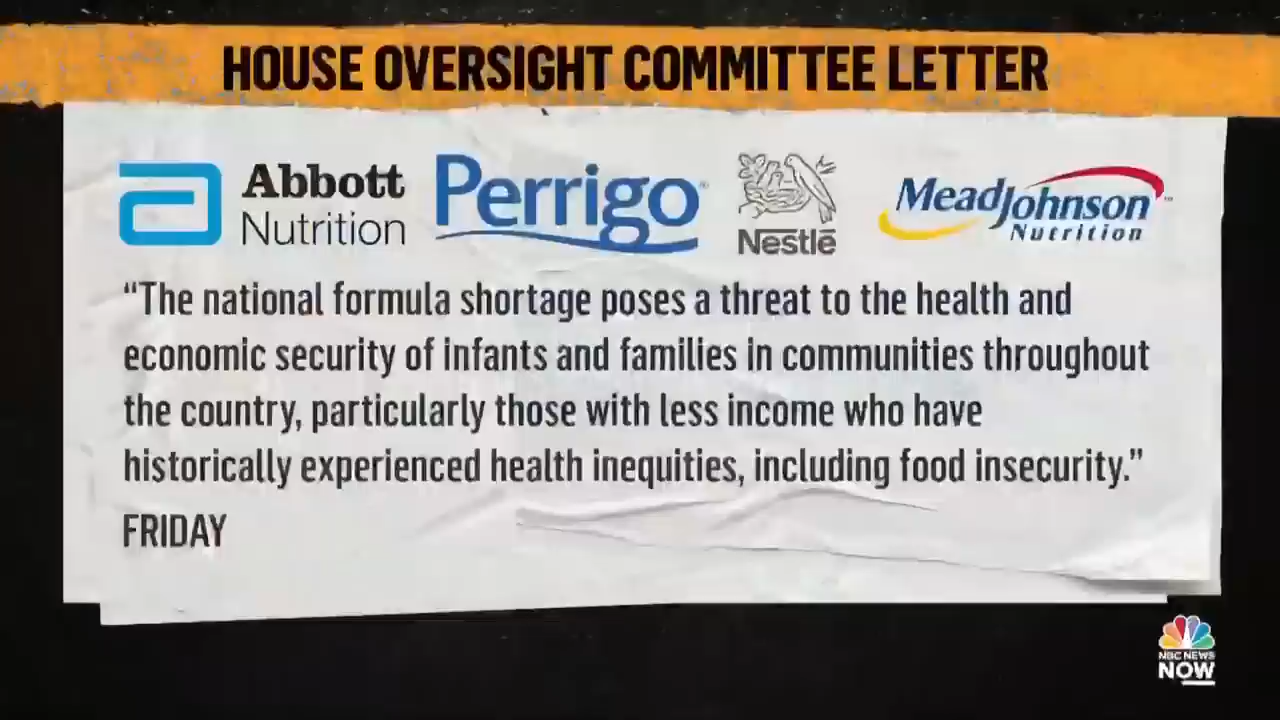 HOUSE OVERSIGHT COMMITTEE LETTER
Abbott
Nutrition
Perrigo
Nestlē
MeadJohnson™
Nutrition
“The national formula shortage poses a threat to the health and
economic security of infants and families in communities throughout
the country, particularly those with less income who have
historically experienced health inequities, including food insecurity.”
FRIDAY
NBC NEWS
NOW